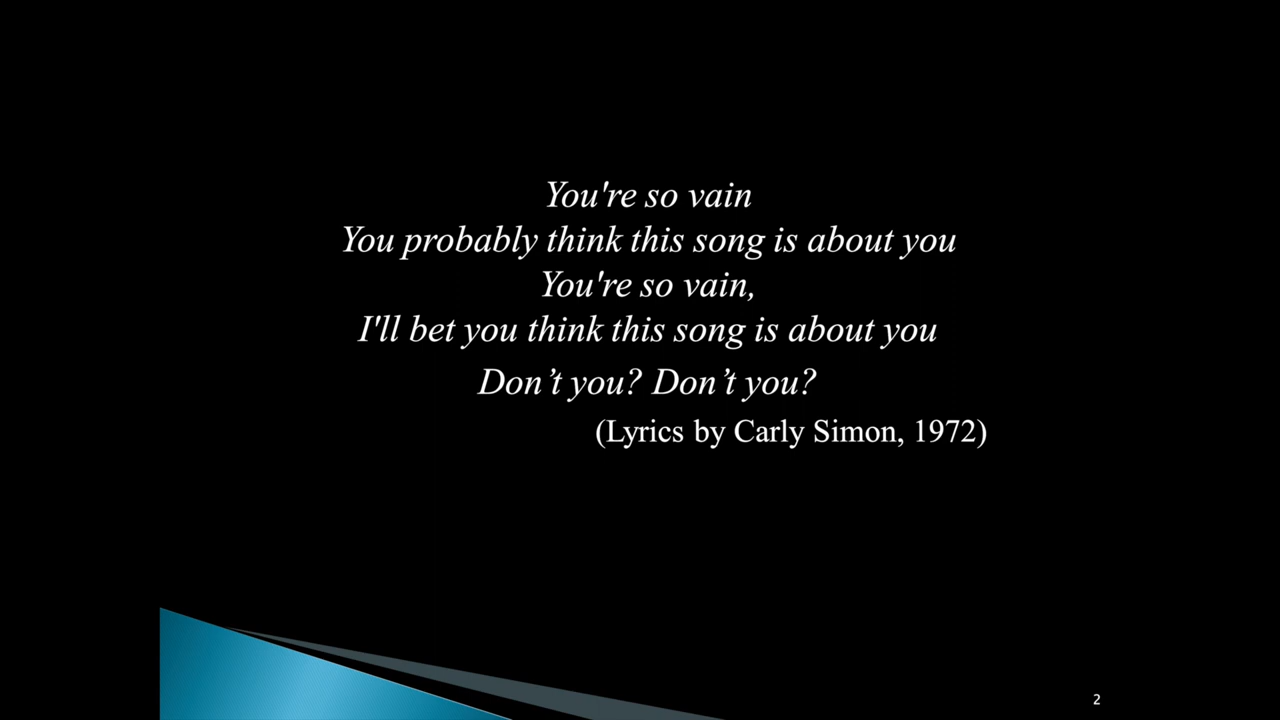 You're so vain
You probably think this song is about you
You're so vain,
I'll bet you think this song is about you
Don’t you? Don’t you?
(Lyrics by Carly Simon, 1972)
2